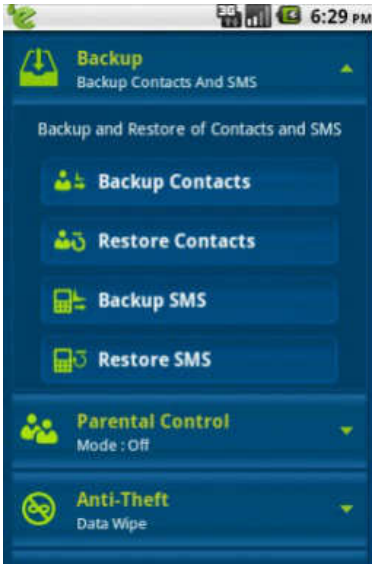 3G
6:29 PM
Backup
Backup Contacts And SMS
Backup and Restore of Contacts and SMS
Backup Contacts
Restore Contacts
Backup SMS
Restore SMS
Parental Control
Mode : Off
Anti-Theft
Data Wipe